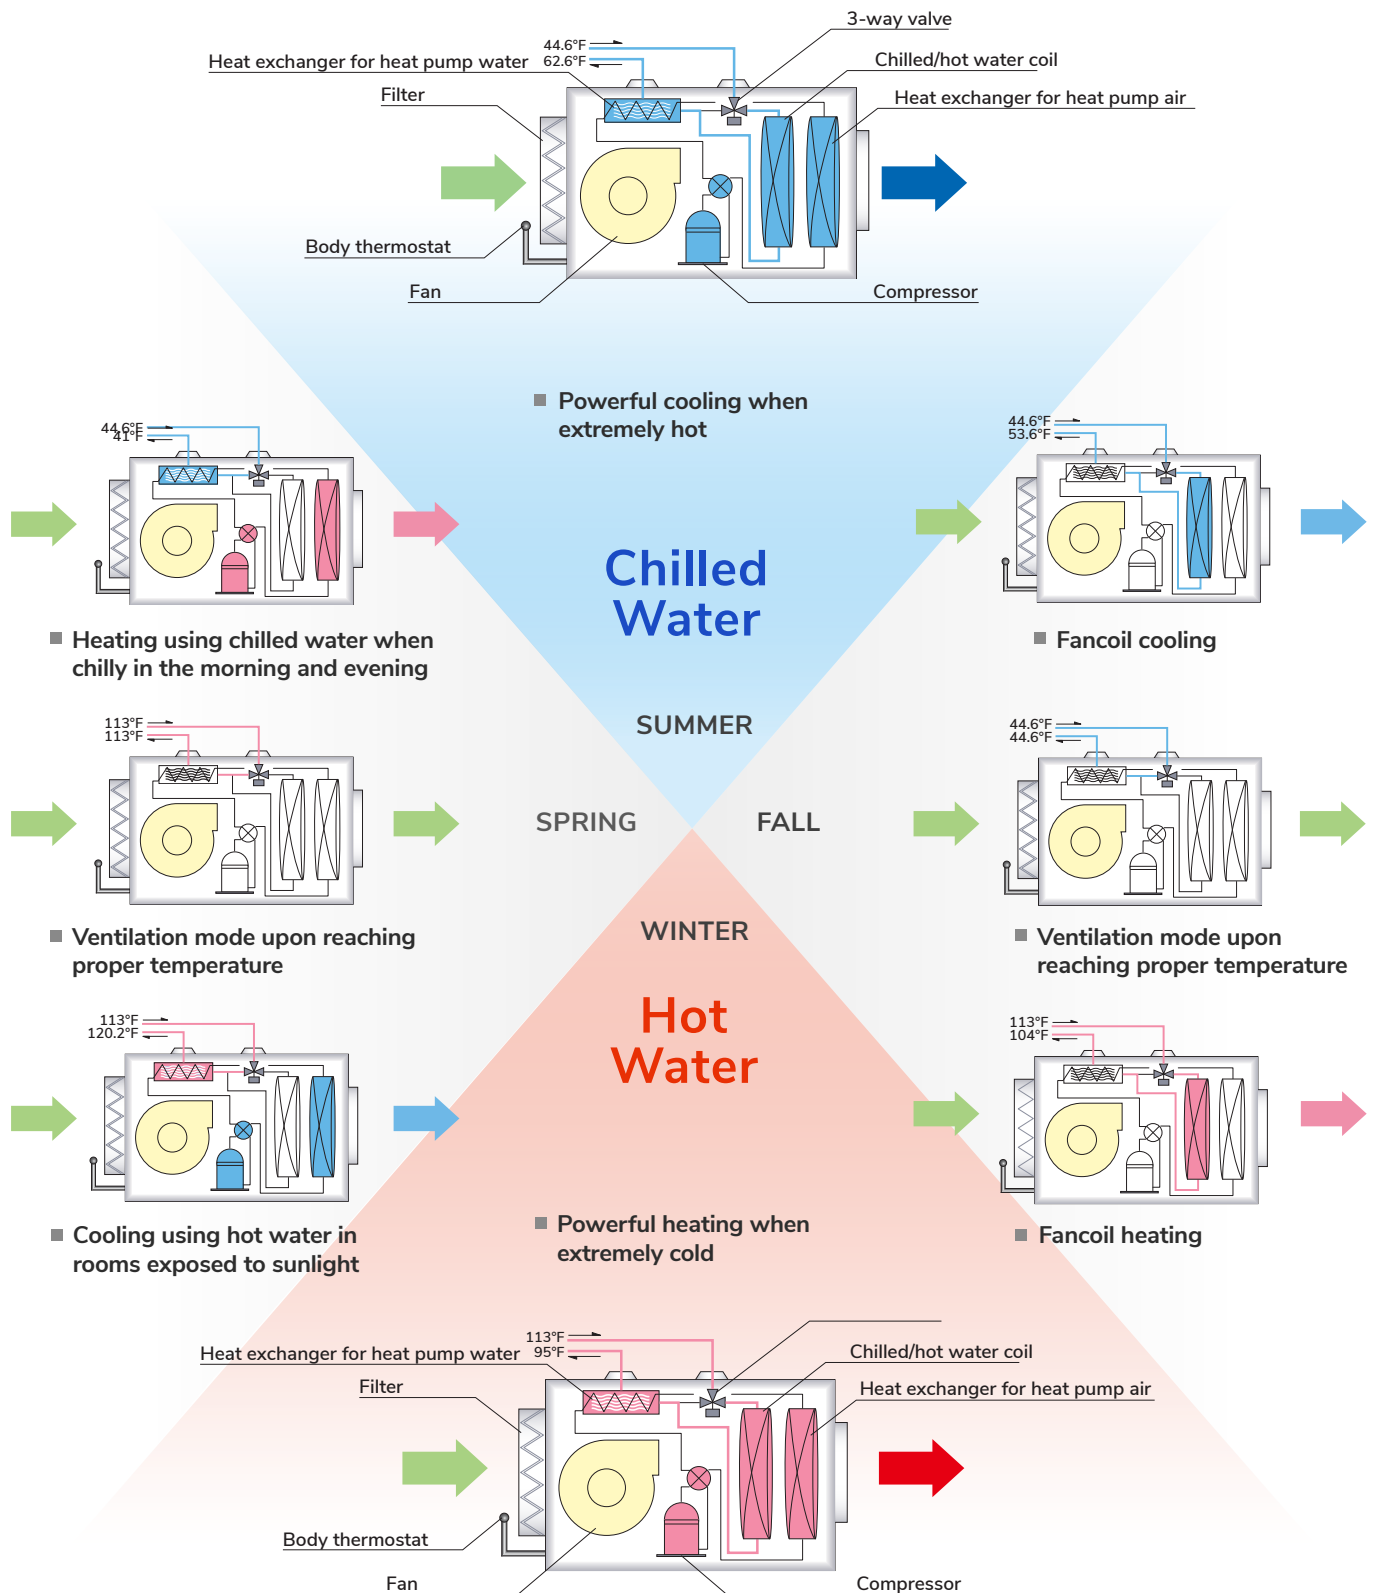 3-way valve
44.6°F
62.6°F
Heat exchanger for heat pump water
Chilled/hot water coil
Filter
Heat exchanger for heat pump air
Body thermostat
Fan
Compressor
Powerful cooling when
extremely hot
44.6°F
41°F
Heating using chilled water when
chilly in the morning and evening
44.6°F
53.6°F
Fancoil cooling
Chilled
Water
SUMMER
113°F
113°F
Ventilation mode upon reaching
proper temperature
SPRING
FALL
44.6°F
44.6°F
Ventilation mode upon
reaching proper temperature
WINTER
Hot
Water
113°F
120.2°F
Cooling using hot water in
rooms exposed to sunlight
113°F
104°F
Fancoil heating
Powerful heating when
extremely cold
113°F
95°F
Heat exchanger for heat pump water
Chilled/hot water coil
Filter
Heat exchanger for heat pump air
Body thermostat
Fan
Compressor